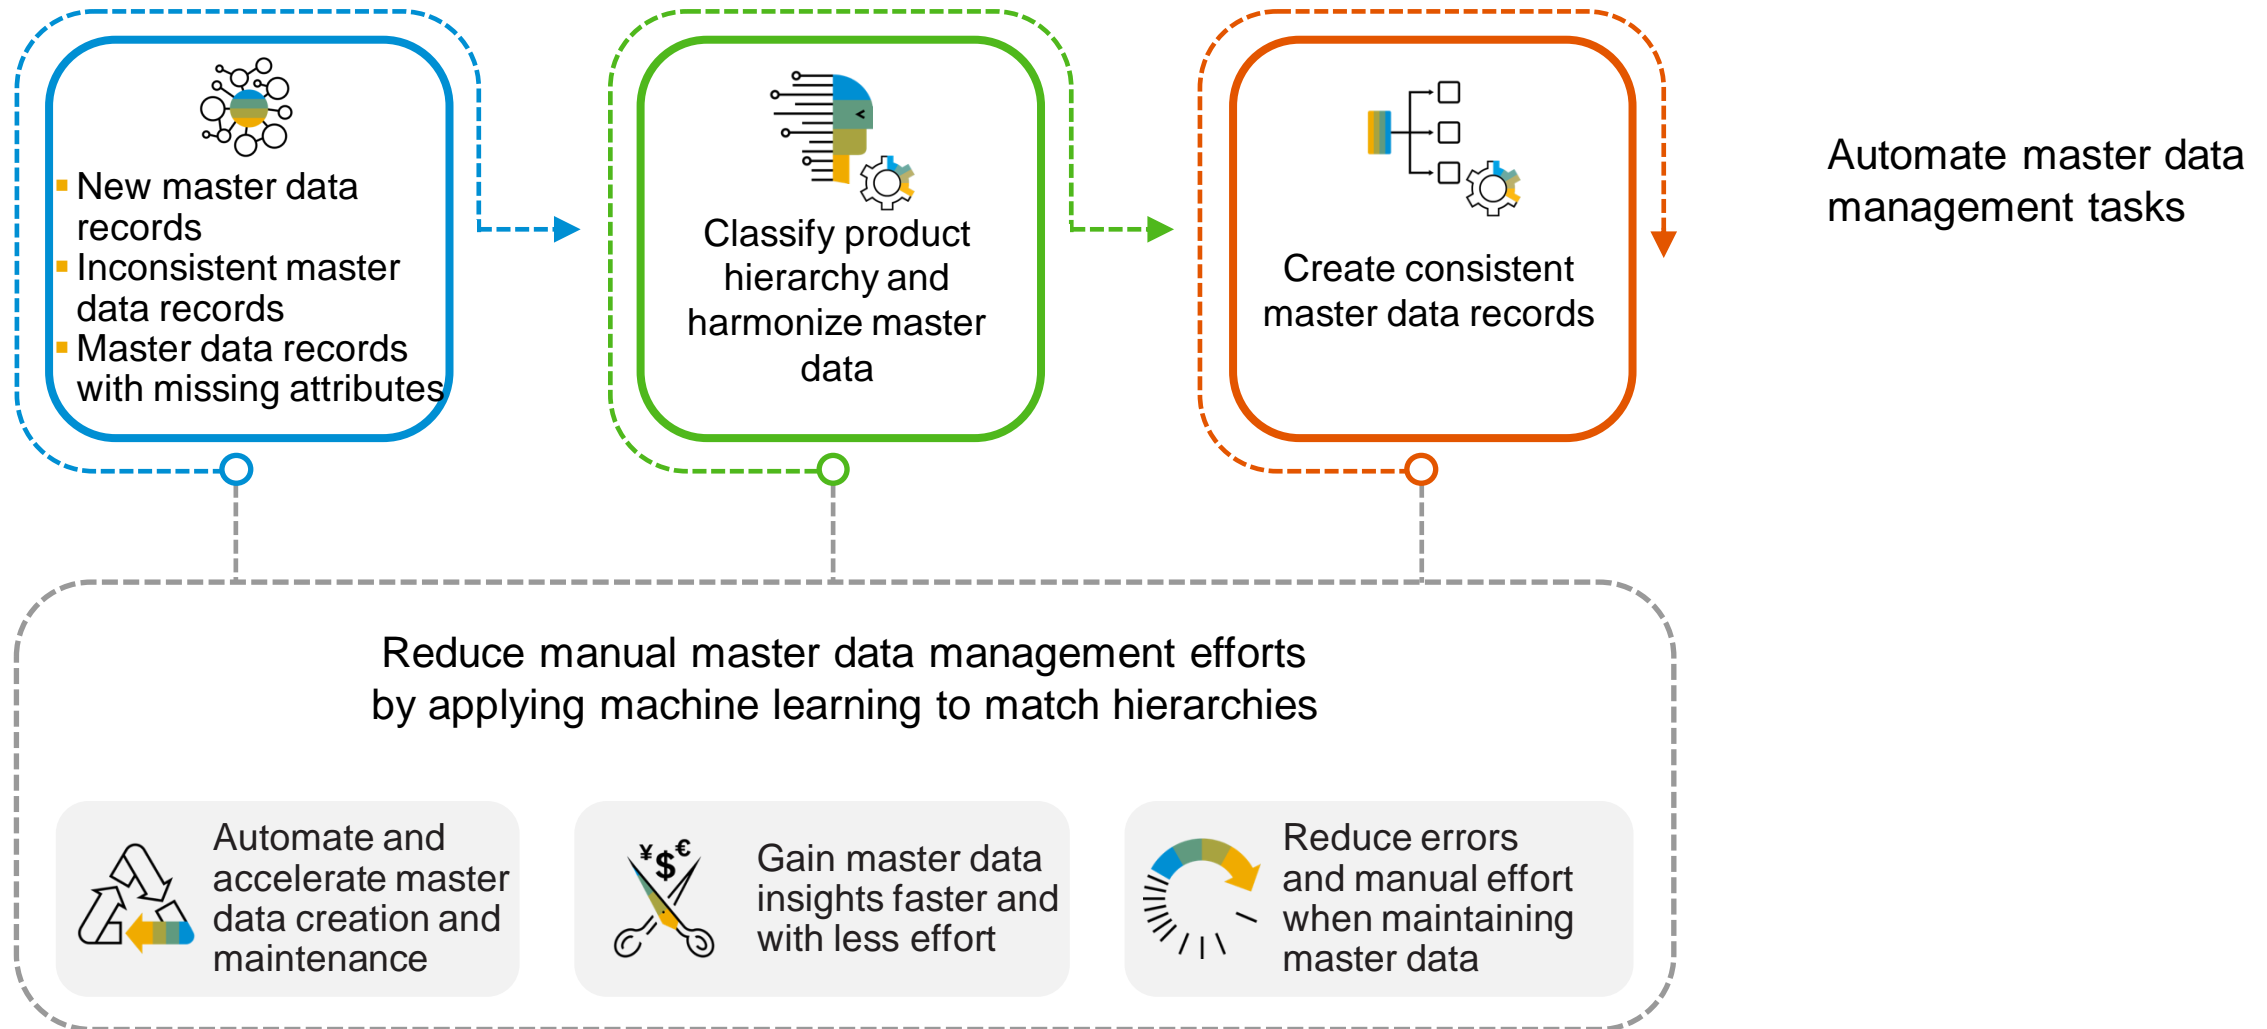 ▪ New master data
records
▪ Inconsistent master
data records
▪ Master data records
with missing attributes
Classify product
hierarchy and
harmonize master
data
Create consistent
master data records
Automate master data
management tasks
Reduce manual master data management efforts
by applying machine learning to match hierarchies
Automate and
accelerate master
data creation and
maintenance
¥$€
Gain master data
insights faster and
with less effort
Reduce errors
and manual effort
when maintaining
master data